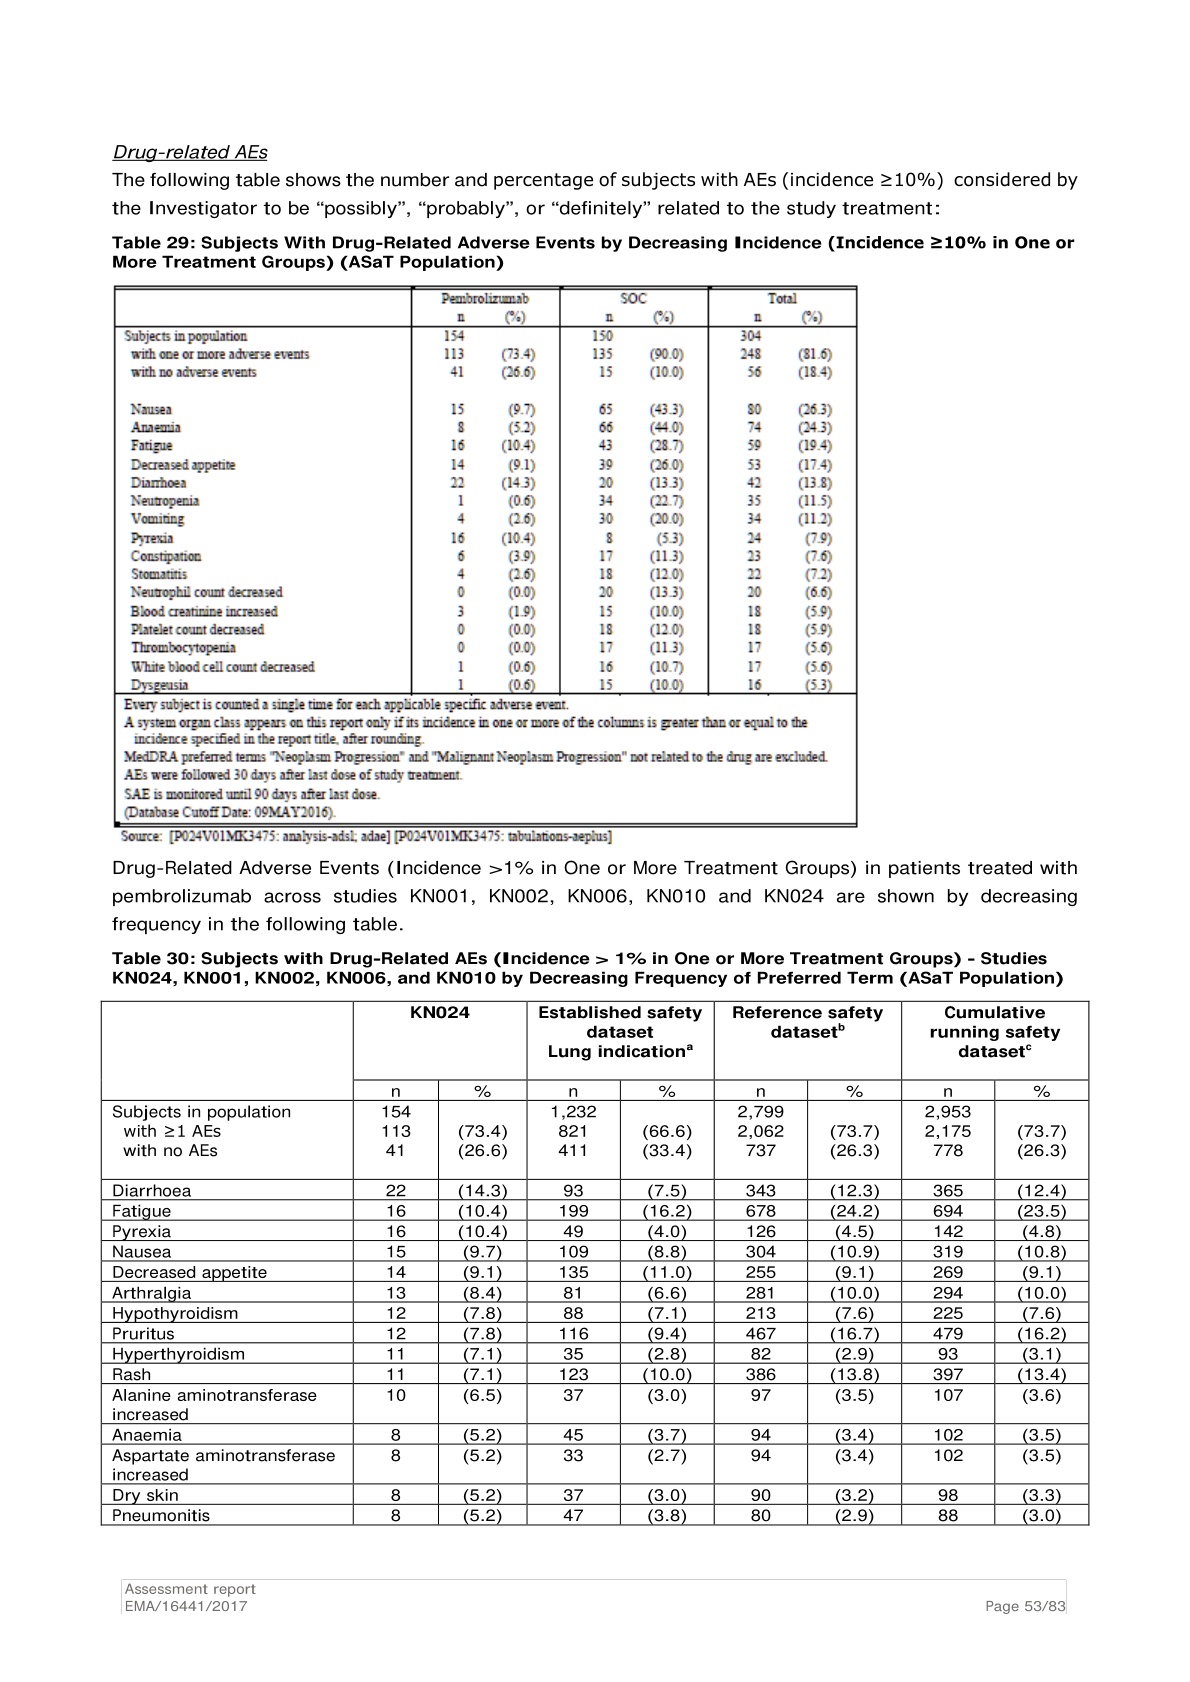 Drug-related AEs
The following table shows the number and percentage of subjects with AEs (incidence ≥10%) considered by
the Investigator to be “possibly”, “probably”, or “definitely” related to the study treatment:
Table 29: Subjects With Drug-Related Adverse Events by Decreasing Incidence (Incidence ≥10% in One or
More Treatment Groups) (ASaT Population)
Pembrolizumab SOC Total
n (%) n (%) n (%)
Subjects in population 154 150 304
with one or more adverse events 113 (73.4) 135 (90.0) 248 (81.6)
with no adverse events 41 (26.6) 15 (10.0) 56 (18.4)
Nausea 15 (9.7) 65 (43.3) 80 (26.3)
Anaemia 8 (5.2) 66 (44.0) 74 (24.3)
Fatigue 16 (10.4) 43 (28.7) 59 (19.4)
Decreased appetite 14 (9.1) 39 (26.0) 53 (17.4)
Diarrhoea 22 (14.3) 20 (13.3) 42 (13.8)
Neutropenia 1 (0.6) 34 (22.7) 35 (11.5)
Vomiting 4 (2.6) 30 (20.0) 34 (11.2)
Pyrexia 16 (10.4) 8 (5.3) 24 (7.9)
Constipation 6 (3.9) 17 (11.3) 23 (7.6)
Stomatitis 4 (2.6) 18 (12.0) 22 (7.2)
Neutrophil count decreased 0 (0.0) 20 (13.3) 20 (6.6)
Blood creatinine increased 3 (1.9) 15 (10.0) 18 (5.9)
Platelet count decreased 0 (0.0) 18 (12.0) 18 (5.9)
Thrombocytopenia 0 (0.0) 17 (11.3) 17 (5.6)
White blood cell count decreased 1 (0.6) 16 (10.7) 17 (5.6)
Dysgeusia 1 (0.6) 15 (10.0) 16 (5.3)
Every subject is counted a single time for each applicable specific adverse event.
A system organ class appears on this report only if its incidence in one or more of the columns is greater than or equal to the
incidence specified in the report title, after rounding.
MedDRA preferred terms "Neoplasm Progression" and "Malignant Neoplasm Progression" not related to the drug are excluded.
AEs were followed 30 days after last dose of study treatment.
SAE is monitored until 90 days after last dose.
(Database Cutoff Date: 09MAY2016).
Source: [P024V01MK3475: analysis-adsl; adae] [P024V01MK3475: tabulations-aeplus]
Drug-Related Adverse Events (Incidence >1% in One or More Treatment Groups) in patients treated with
pembrolizumab across studies KN001, KN002, KN006, KN010 and KN024 are shown by decreasing
frequency in the following table.
Table 30: Subjects with Drug-Related AEs (Incidence > 1% in One or More Treatment Groups) - Studies
KN024, KN001, KN002, KN006, and KN010 by Decreasing Frequency of Preferred Term (ASaT Population)
KN024 Established safety Reference safety Cumulative
dataset datasetᵇ running safety
Lung indicationᵃ datasetᶜ
n % n % n % n %
Subjects in population 154 1,232 2,799 2,953
with ≥1 AEs 113 (73.4) 821 (66.6) 2,062 (73.7) 2,175 (73.7)
with no AEs 41 (26.6) 411 (33.4) 737 (26.3) 778 (26.3)
Diarrhoea 22 (14.3) 93 (7.5) 343 (12.3) 365 (12.4)
Fatigue 16 (10.4) 199 (16.2) 678 (24.2) 694 (23.5)
Pyrexia 16 (10.4) 49 (4.0) 126 (4.5) 142 (4.8)
Nausea 15 (9.7) 109 (8.8) 304 (10.9) 319 (10.8)
Decreased appetite 14 (9.1) 135 (11.0) 255 (9.1) 269 (9.1)
Arthralgia 13 (8.4) 81 (6.6) 281 (10.0) 294 (10.0)
Hypothyroidism 12 (7.8) 88 (7.1) 213 (7.6) 225 (7.6)
Pruritus 12 (7.8) 116 (9.4) 467 (16.7) 479 (16.2)
Hyperthyroidism 11 (7.1) 35 (2.8) 82 (2.9) 93 (3.1)
Rash 11 (7.1) 123 (10.0) 386 (13.8) 397 (13.4)
Alanine aminotransferase 10 (6.5) 37 (3.0) 97 (3.5) 107 (3.6)
increased
Anaemia 8 (5.2) 45 (3.7) 94 (3.4) 102 (3.5)
Aspartate aminotransferase 8 (5.2) 33 (2.7) 94 (3.4) 102 (3.5)
increased
Dry skin 8 (5.2) 37 (3.0) 90 (3.2) 98 (3.3)
Pneumonitis 8 (5.2) 47 (3.8) 80 (2.9) 88 (3.0)
Assessment report
EMA/16441/2017 Page 53/83